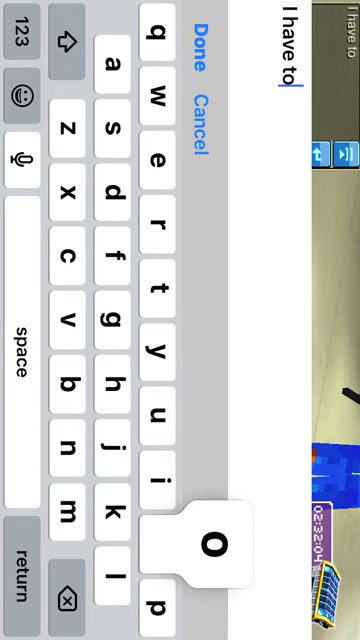 I have to
I have to
Done Cancel
q w e r t y u i o p
a s d f g h j k l
z x c v b n m
123 space return
02:32:04